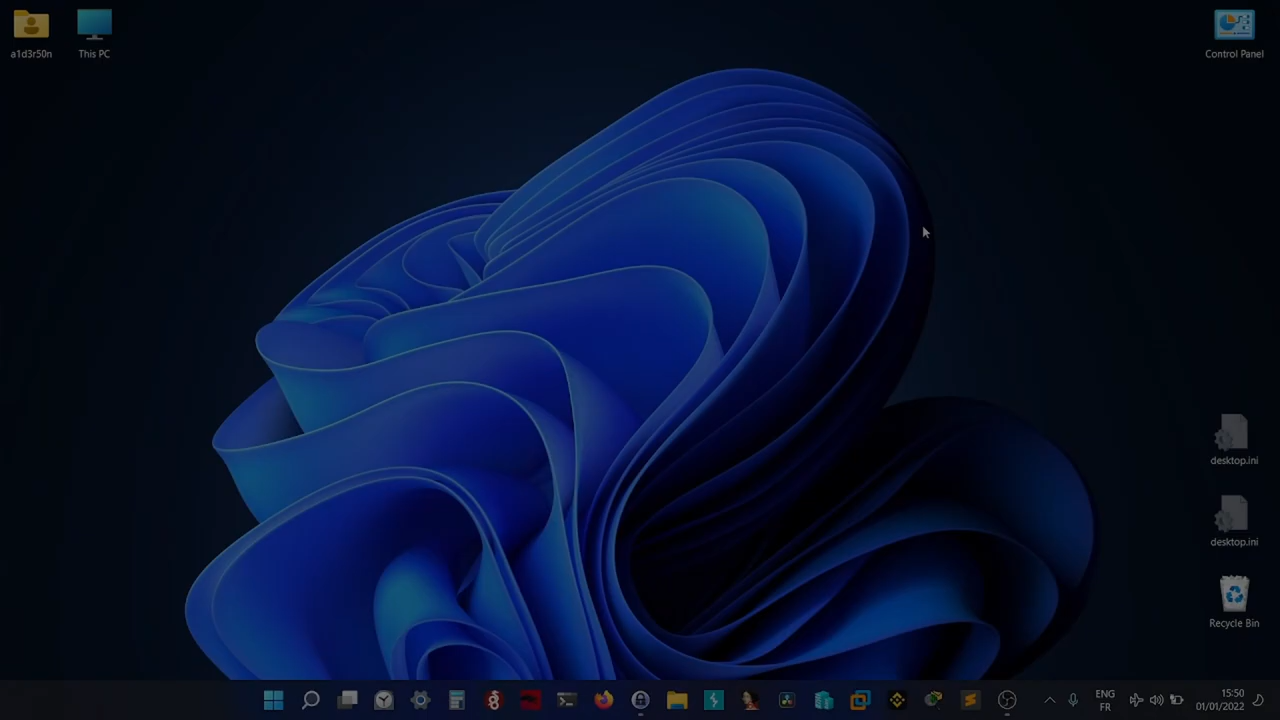 a1d3r50n
This PC
Control Panel
desktop.ini
desktop.ini
Recycle Bin
ENG
FR
15:50
01/01/2022